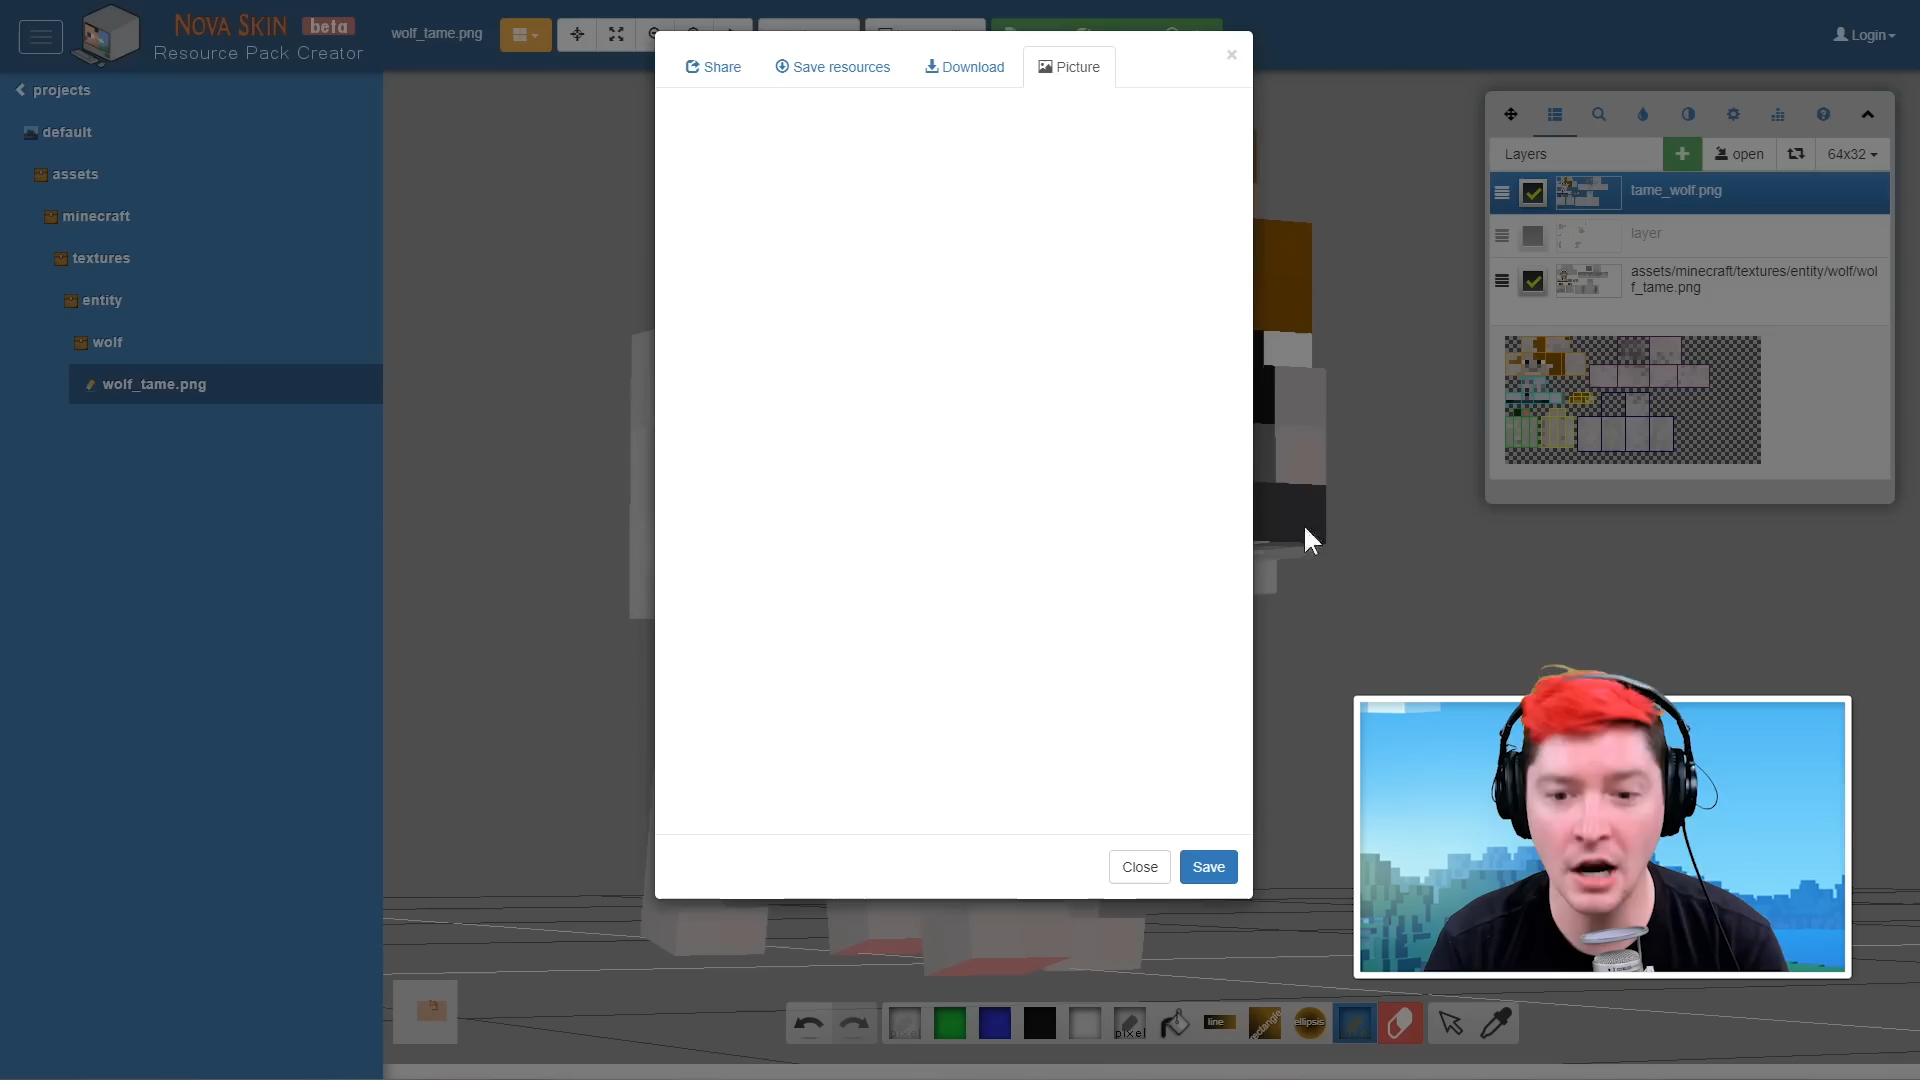 NOVA SKIN beta
Resource Pack Creator
wolf_tame.png
Login
projects
default
assets
minecraft
textures
entity
wolf
wolf_tame.png
Share
Save resources
Download
Picture
×
Close
Save
Layers
open
64x32
tame_wolf.png
layer
assets/minecraft/textures/entity/wolf/wol
f_tame.png
pixel
pixel
line
rectangle
ellipsis